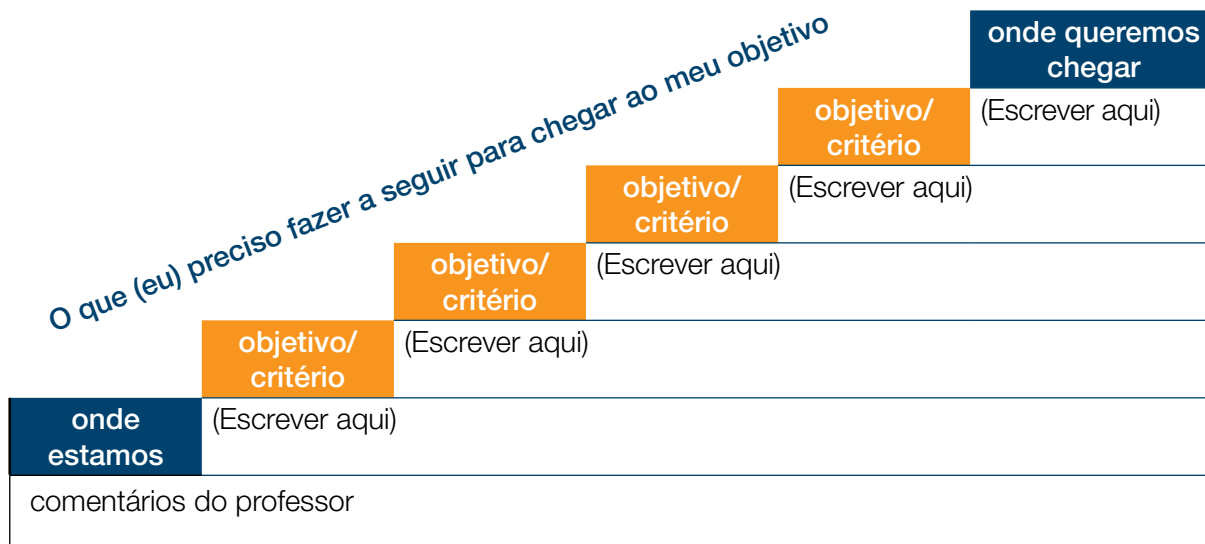 onde queremos
chegar
O que (eu) preciso fazer a seguir para chegar ao meu objetivo
objetivo/
critério
(Escrever aqui)
objetivo/
critério
(Escrever aqui)
objetivo/
critério
(Escrever aqui)
objetivo/
critério
(Escrever aqui)
onde
estamos
(Escrever aqui)
comentários do professor